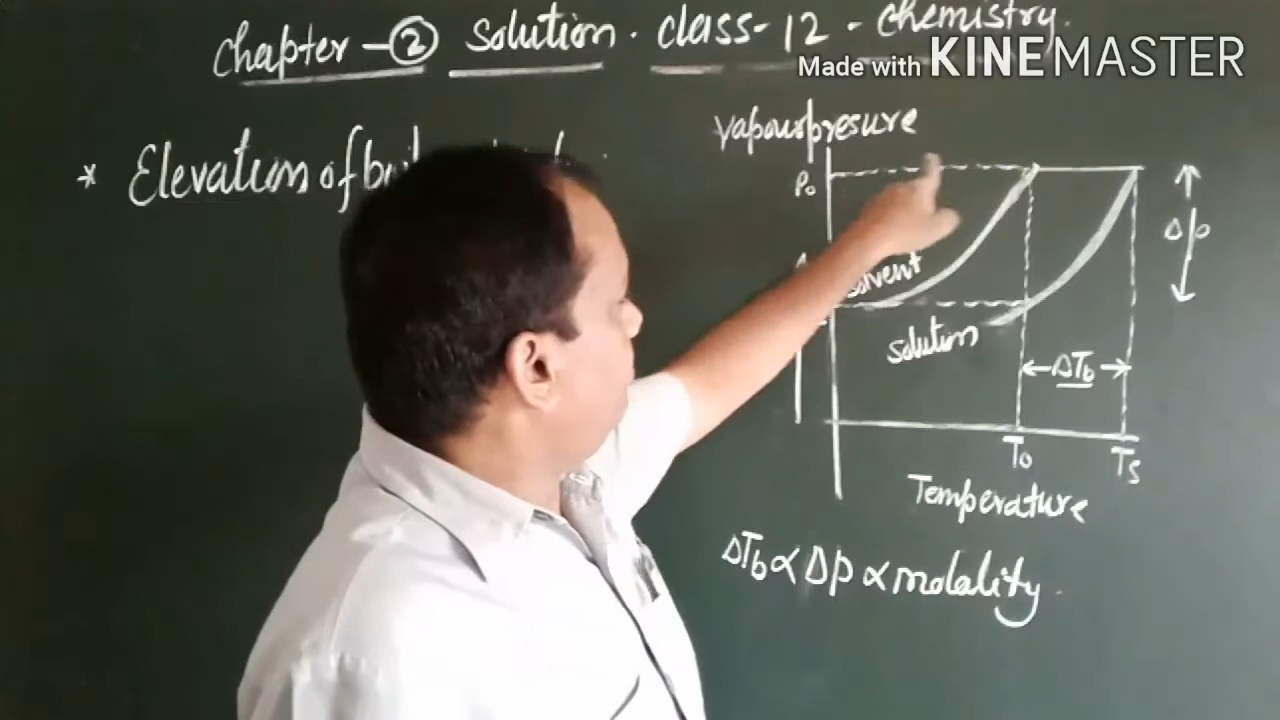 Chapter - ② Solution. class- 12 - chemistry.
Made with KINEMASTER
* Elevation of
Vapour presure
P₀
Δp
solvent
solution
ΔTb
T₀ Ts
Temperature
ΔTb ∝ Δp ∝ molality.